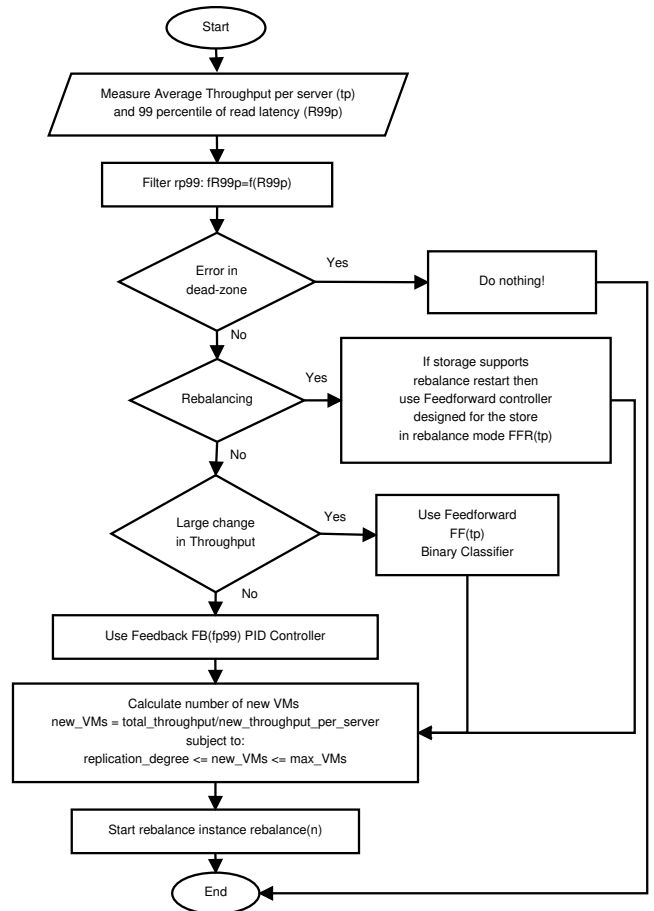 Start
Measure Average Throughput per server (tp)
and 99 percentile of read latency (R99p)
Filter rp99: fR99p=f(R99p)
Error in
dead-zone
Yes
Do nothing!
No
Rebalancing
Yes
If storage supports
rebalance restart then
use Feedforward controller
designed for the store
in rebalance mode FFR(tp)
No
Large change
in Throughput
Yes
Use Feedforward
FF(tp)
Binary Classifier
No
Use Feedback FB(fp99) PID Controller
Calculate number of new VMs
new_VMs = total_throughput/new_throughput_per_server
subject to:
replication_degree <= new_VMs <= max_VMs
Start rebalance instance rebalance(n)
End